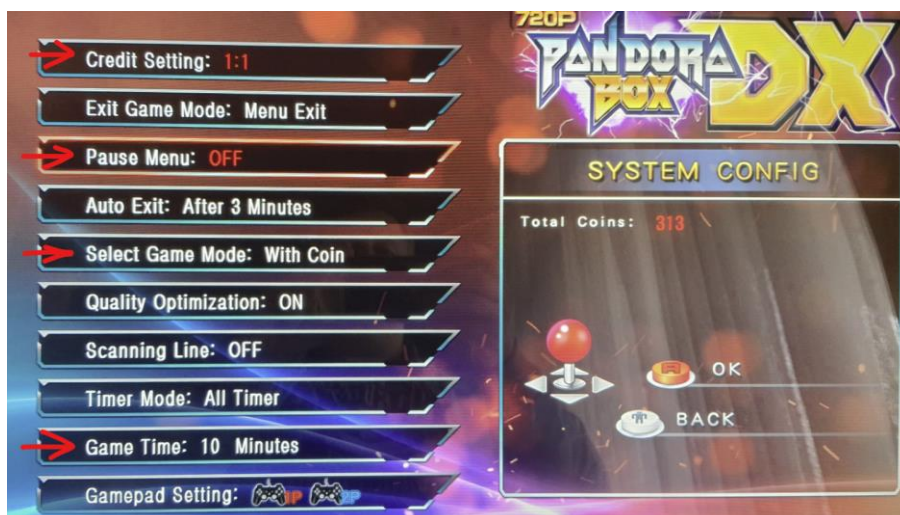 Credit Setting: 1:1
Exit Game Mode: Menu Exit
Pause Menu: OFF
Auto Exit: After 3 Minutes
Select Game Mode: With Coin
Quality Optimization: ON
Scanning Line: OFF
Timer Mode: All Timer
Game Time: 10 Minutes
Gamepad Setting: 1P 2P
720P
PANDORA BOX DX
SYSTEM CONFIG
Total Coins: 313
OK
BACK